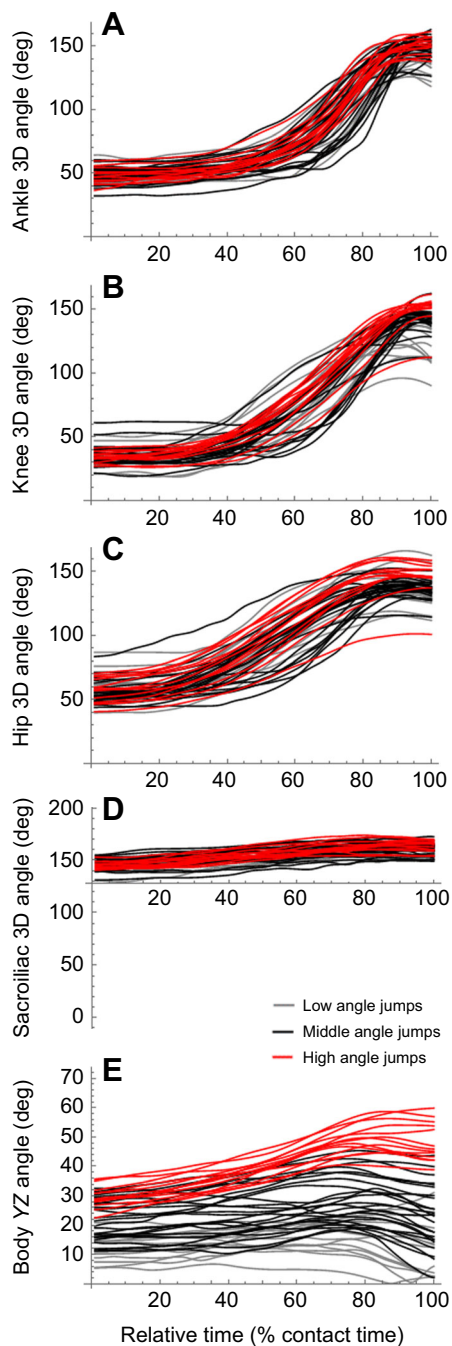 A
Ankle 3D angle (deg)
150
100
50
20 40 60 80 100
B
Knee 3D angle (deg)
150
100
50
20 40 60 80 100
C
Hip 3D angle (deg)
150
100
50
20 40 60 80 100
D
Sacroiliac 3D angle (deg)
200
150
20 40 60 80 100
100
50
0
Low angle jumps
Middle angle jumps
High angle jumps
E
Body YZ angle (deg)
70
60
50
40
30
20
10
20 40 60 80 100
Relative time (% contact time)